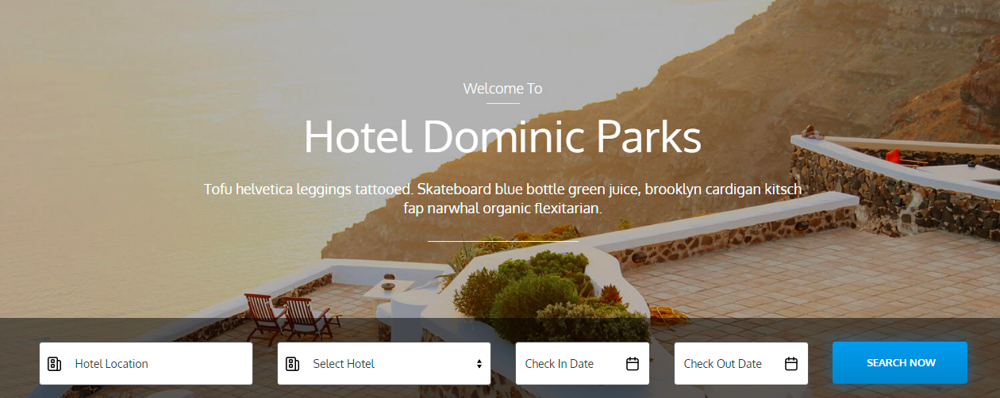 Welcome To
Hotel Dominic Parks
Tofu helvetica leggings tattooed. Skateboard blue bottle green juice, brooklyn cardigan kitsch
fap narwhal organic flexitarian.
Hotel Location
Select Hotel
Check In Date
Check Out Date
SEARCH NOW